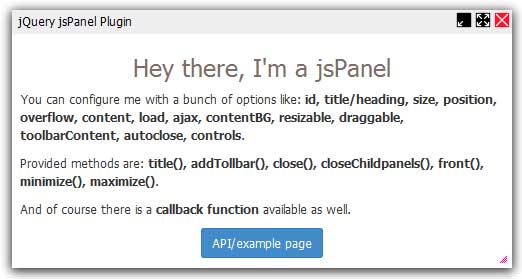 jQuery jsPanel Plugin
Hey there, I'm a jsPanel
You can configure me with a bunch of options like: id, title/heading, size, position,
overflow, content, load, ajax, contentBG, resizable, draggable,
toolbarContent, autoclose, controls.
Provided methods are: title(), addTollbar(), close(), closeChildpanels(), front(),
minimize(), maximize().
And of course there is a callback function available as well.
API/example page